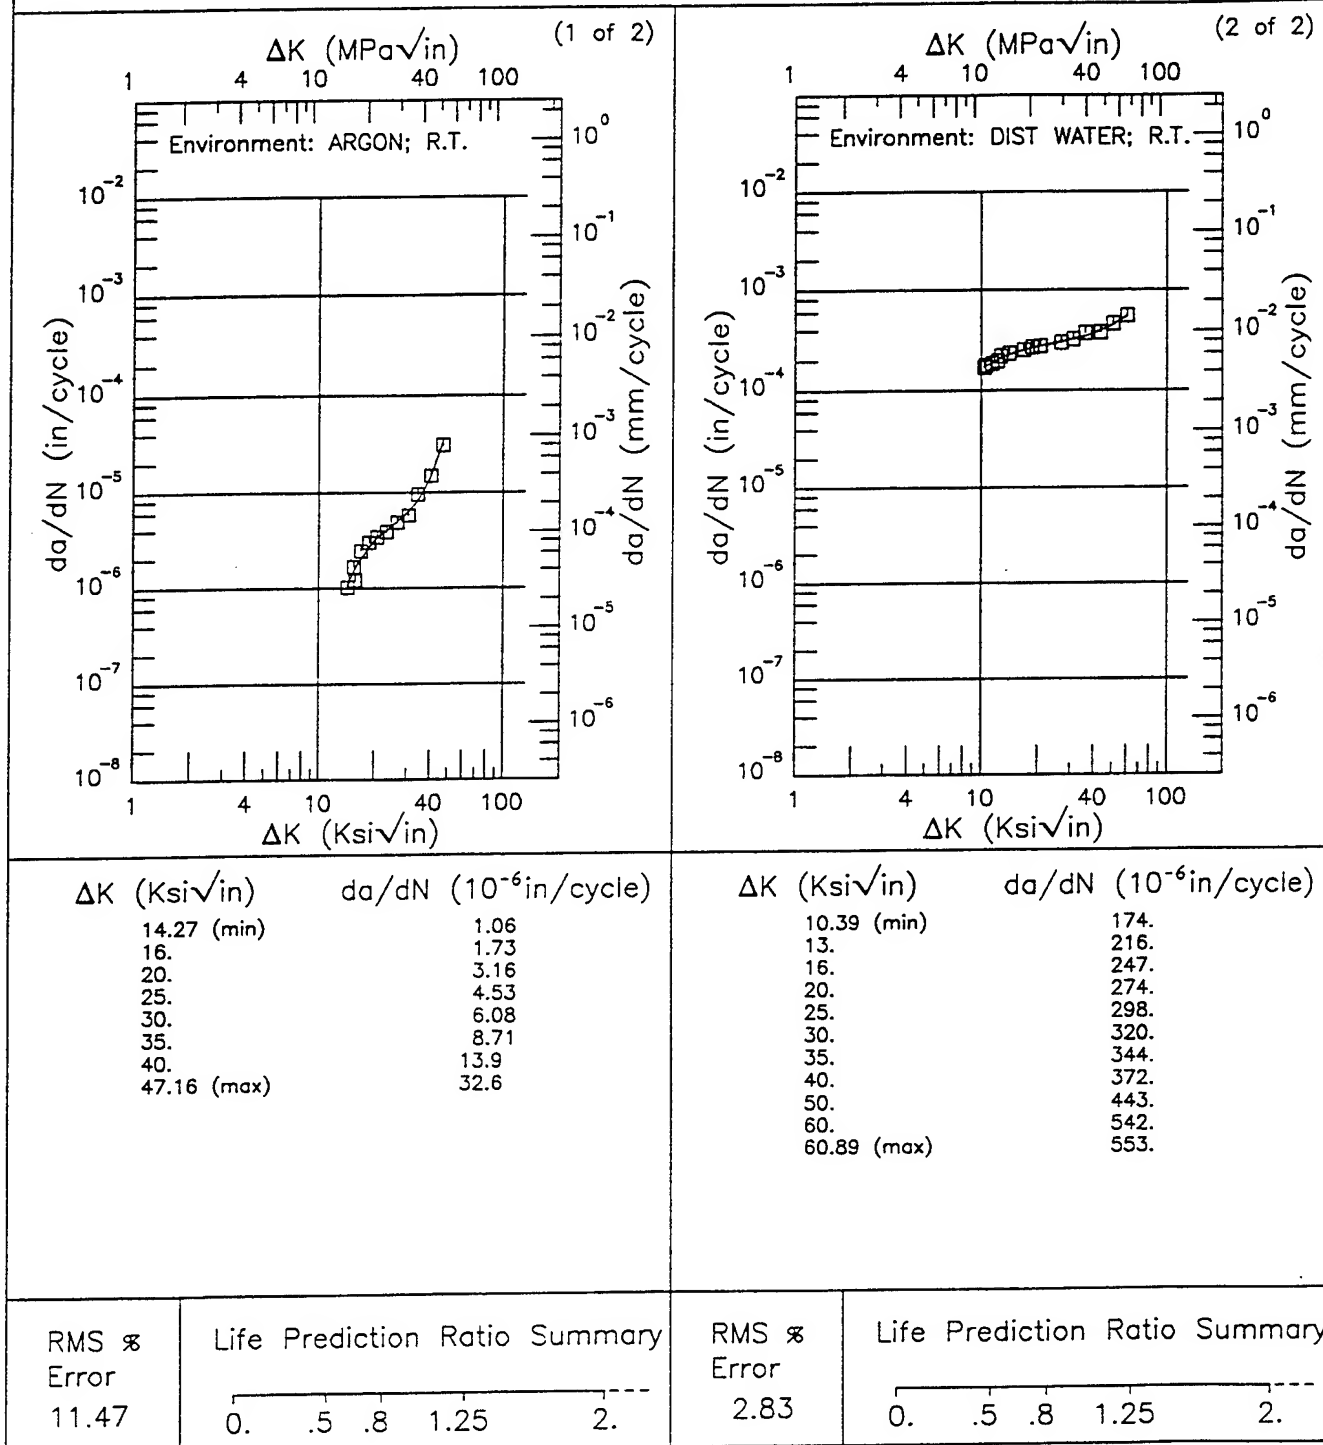 (1 of 2)
ΔK (MPa√in)
1 4 10 40 100
Environment: ARGON; R.T.
da/dN (in/cycle)
10⁻²
10⁻³
10⁻⁴
10⁻⁵
10⁻⁶
10⁻⁷
10⁻⁸
da/dN (mm/cycle)
10⁰
10⁻¹
10⁻²
10⁻³
10⁻⁴
10⁻⁵
10⁻⁶
1 4 10 40 100
ΔK (Ksi√in)
(2 of 2)
ΔK (MPa√in)
1 4 10 40 100
Environment: DIST WATER; R.T.
da/dN (in/cycle)
10⁻²
10⁻³
10⁻⁴
10⁻⁵
10⁻⁶
10⁻⁷
10⁻⁸
da/dN (mm/cycle)
10⁰
10⁻¹
10⁻²
10⁻³
10⁻⁴
10⁻⁵
10⁻⁶
1 4 10 40 100
ΔK (Ksi√in)
ΔK (Ksi√in) da/dN (10⁻⁶in/cycle)
14.27 (min) 1.06
16. 1.73
20. 3.16
25. 4.53
30. 6.08
35. 8.71
40. 13.9
47.16 (max) 32.6
ΔK (Ksi√in) da/dN (10⁻⁶in/cycle)
10.39 (min) 174.
13. 216.
16. 247.
20. 274.
25. 298.
30. 320.
35. 344.
40. 372.
50. 443.
60. 542.
60.89 (max) 553.
RMS %
Error
11.47
Life Prediction Ratio Summary
0. .5 .8 1.25 2.
RMS %
Error
2.83
Life Prediction Ratio Summary
0. .5 .8 1.25 2.